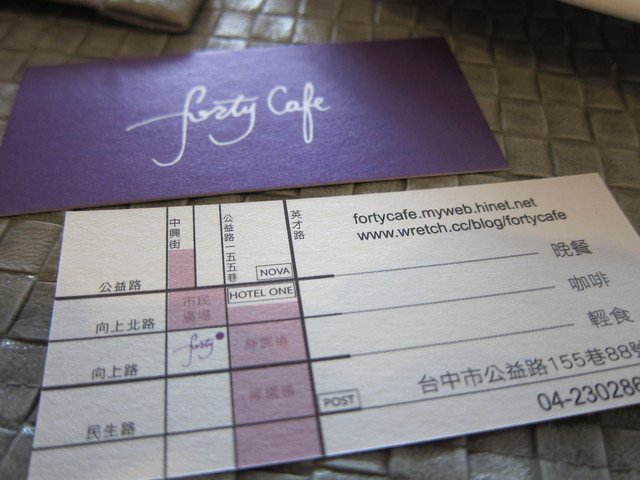 forty Cafe
fortycafe.myweb.hinet.net
www.wretch.cc/blog/fortycafe
中興街
公益路一五五巷
英才路
NOVA
公益路
HOTEL ONE
市民
廣場
向上北路
forty
向上路
民生路
POST
晚餐
咖啡
輕食
台中市公益路155巷88號
04-230286